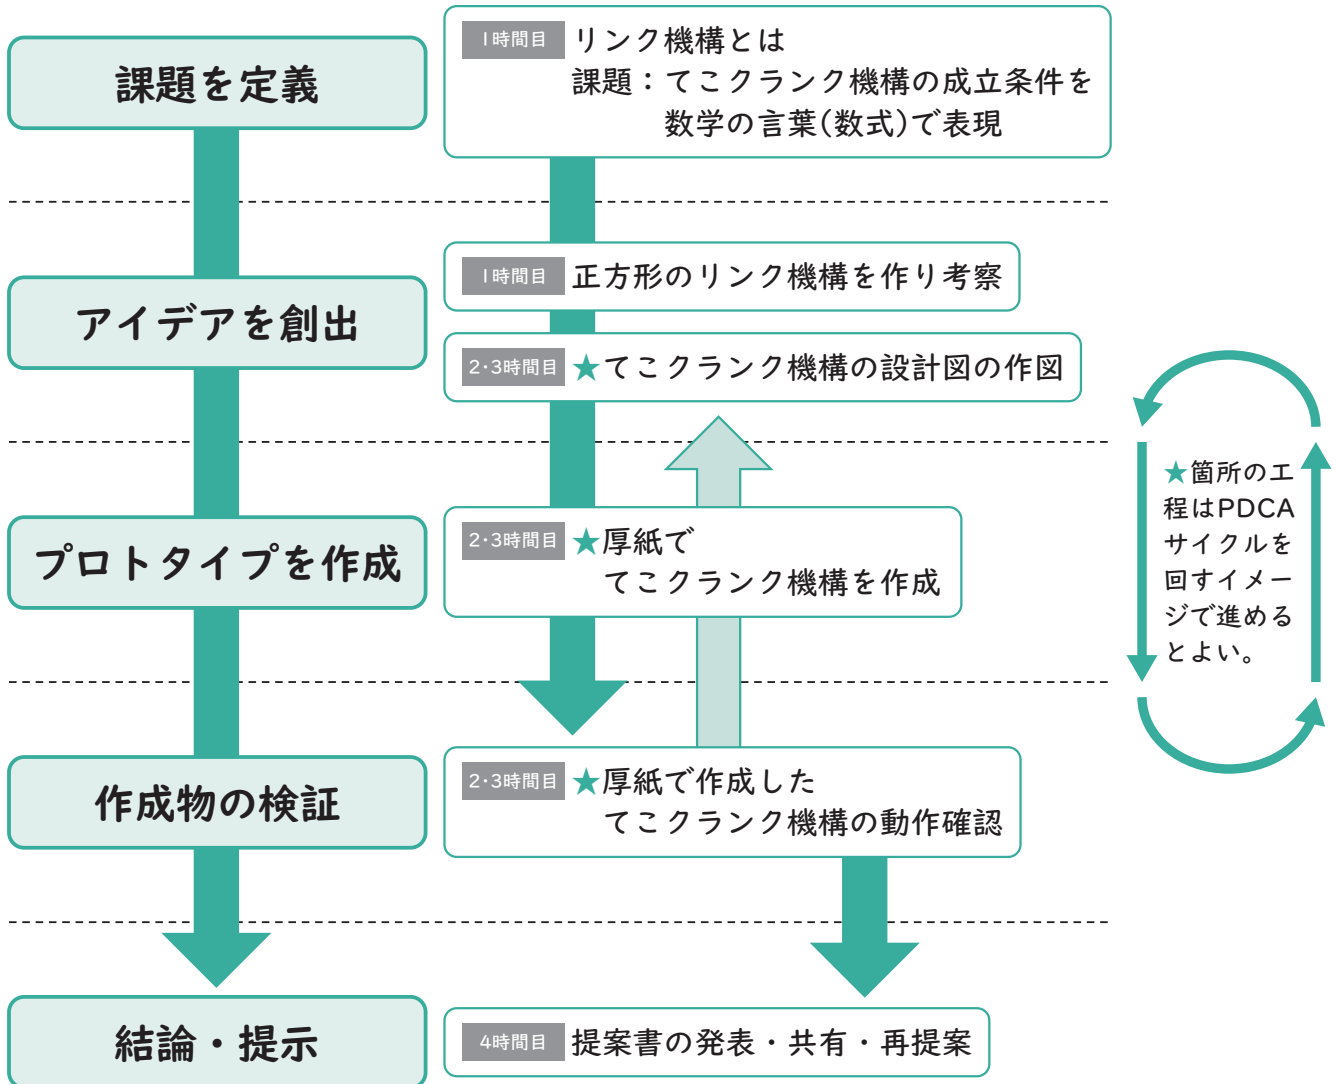 課題を定義
1時間目 リンク機構とは
課題：てこクランク機構の成立条件を
数学の言葉(数式)で表現
アイデアを創出
1時間目 正方形のリンク機構を作り考察
2・3時間目 ★てこクランク機構の設計図の作図
プロトタイプを作成
2・3時間目 ★厚紙で
てこクランク機構を作成
★箇所の工
程はPDCA
サイクルを
回すイメー
ジで進める
とよい。
作成物の検証
2・3時間目 ★厚紙で作成した
てこクランク機構の動作確認
結論・提示
4時間目 提案書の発表・共有・再提案